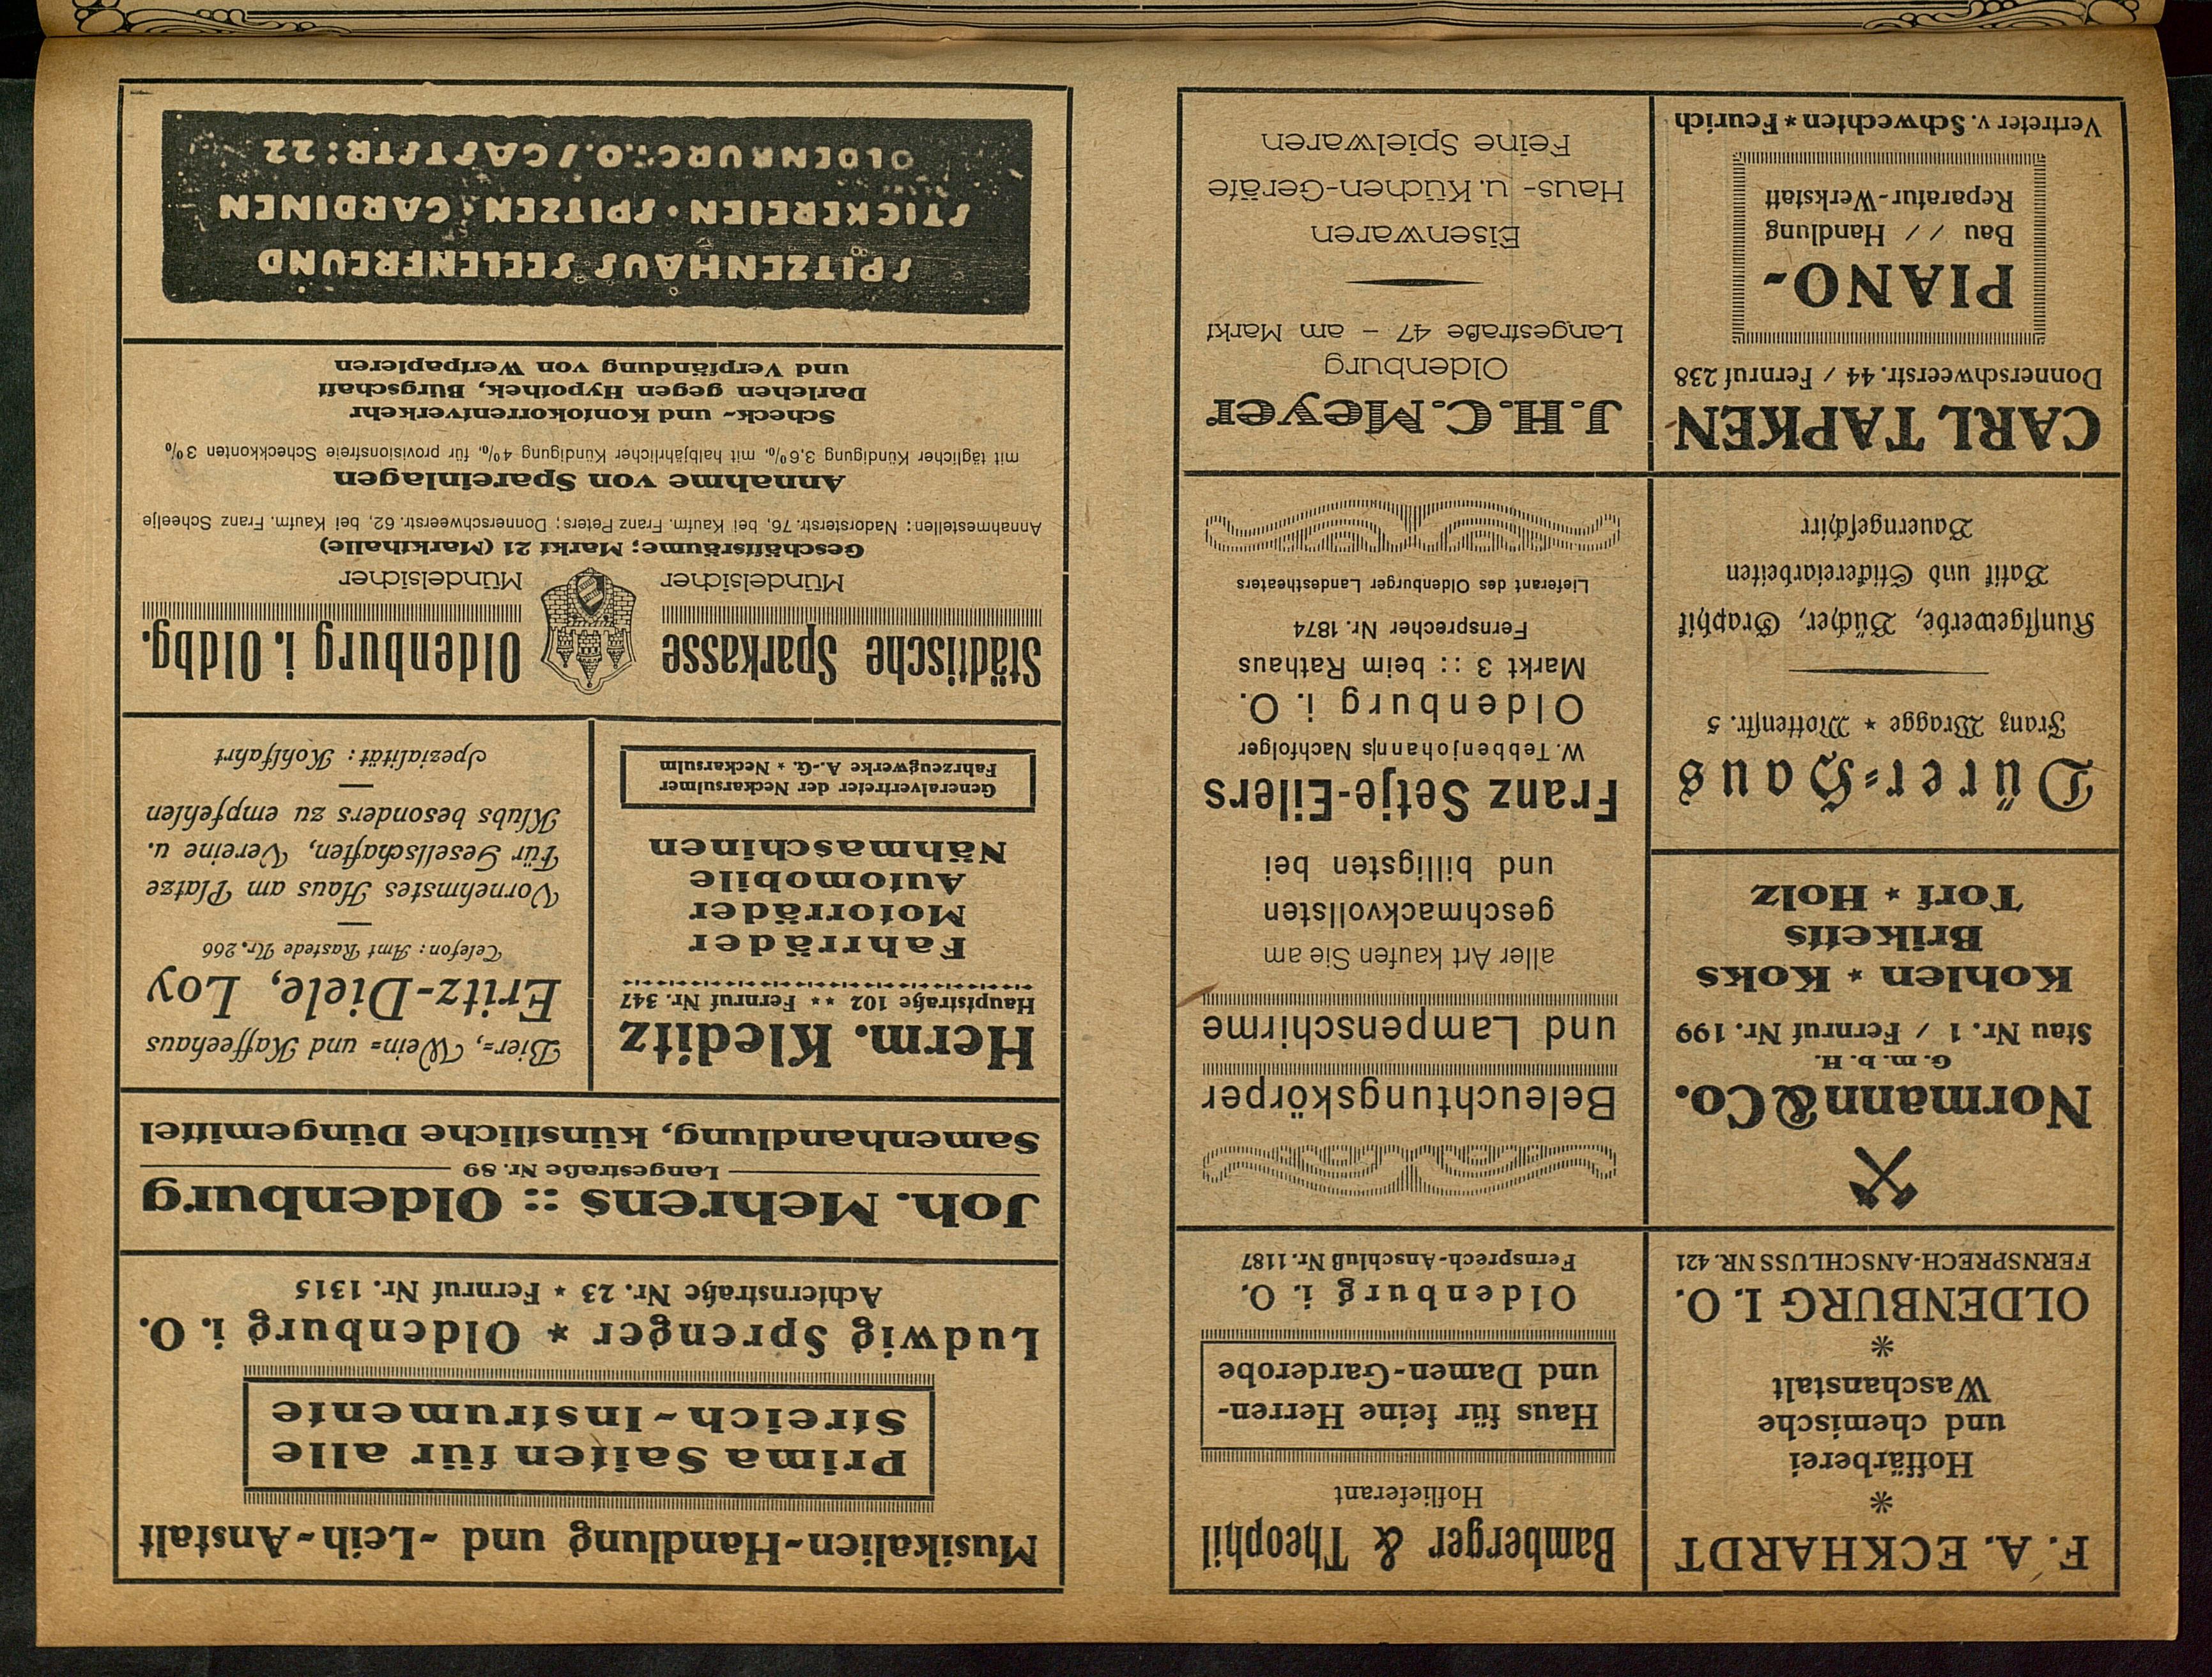 F. A. ECKHARDT
*
Hoffärberei
und chemische
Waschanstalt
*
OLDENBURG I. O.
FERNSPRECH-ANSCHLUSS NR. 421
Bamberger & Theophil
Hoflieferant
Haus für feine Herren-
und Damen-Garderobe
Oldenburg i. O.
Fernsprech-Anschluß Nr. 1187
Normann & Co.
G. m. b. H.
Stau Nr. 1 / Fernruf Nr. 199
Kohlen * Koks
Briketts
Torf * Holz
Beleuchtungskörper
und Lampenschirme
aller Art kaufen Sie am
geschmackvollsten
und billigsten bei
Franz Setje-Eilers
W. Tebbenjohanns Nachfolger
Oldenburg i. O.
Markt 3 :: beim Rathaus
Fernsprecher Nr. 1874
Lieferant des Oldenburger Landestheaters
Dürer=Haus
Franz Wragge * Mottenstr. 5
Kunstgewerbe, Bücher, Graphik
Batik und Stickereiarbeiten
Bauerngeschirr
CARL TAPKEN
Donnerschweerstr. 44 / Fernruf 238
PIANO-
Bau // Handlung
Reparatur-Werkstatt
Vertreter v. Schwechten * Feurich
J. H. C. Meyer
Oldenburg
Langestraße 47 – am Markt
Eisenwaren
Haus- u. Küchen-Geräte
Feine Spielwaren
Musikalien-Handlung und -Leih-Anstalt
Prima Saiten für alle
Streich-Instrumente
Ludwig Sprenger * Oldenburg i. O.
Achternstraße Nr. 23 * Fernruf Nr. 1315
Joh. Mehrens :: Oldenburg
Langestraße Nr. 89
Samenhandlung, künstliche Düngemittel
Herm. Kleditz
Hauptstraße 102 ** Fernruf Nr. 347
Fahrräder
Motorräder
Automobile
Nähmaschinen
Generalvertreter der Neckarsulmer
Fahrzeugwerke A.-G. * Neckarsulm
Bier=, Wein= und Kaffeehaus
Eritz-Diele, Loy
Telefon: Amt Rastede Nr. 266
Vornehmstes Haus am Platze
Für Gesellschaften, Vereine u.
Klubs besonders zu empfehlen
Spezialität: Kohlfahrt
Städtische Sparkasse Oldenburg i. Oldbg.
Mündelsicher Mündelsicher
Geschäftsräume: Markt 21 (Markthalle)
Annahmestellen: Nadorsterstr. 76, bei Kaufm. Franz Peters; Donnerschweerstr. 62, bei Kaufm. Franz Scheelje
Annahme von Spareinlagen
mit täglicher Kündigung 3,6%, mit halbjährlicher Kündigung 4%, für provisionsfreie Scheckkonten 3%
Scheck- und Kontokorrentverkehr
Darlehen gegen Hypothek, Bürgschaft
und Verpfändung von Wertpapieren
SPITZENHAUS SEELENFREUND
STICKEREIEN · SPITZEN · GARDINEN
OLDENBURG i. O. / GASTSTR: 22